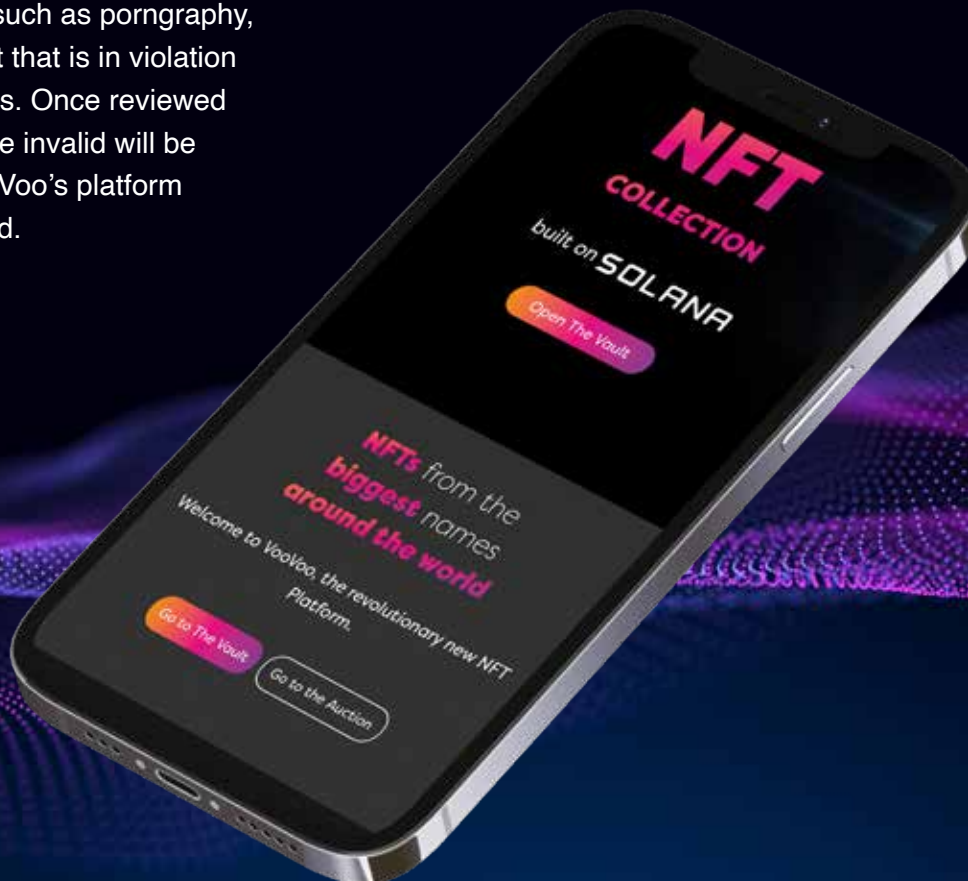 such as porngraphy,
t that is in violation
s. Once reviewed
e invalid will be
Voo's platform
d.
NFT
COLLECTION
built on SOLANA
Open The Vault
NFTs from the
biggest names
around the world
Welcome to VooVoo, the revolutionary new NFT
Platform.
Go to The Vault
Go to the Auction